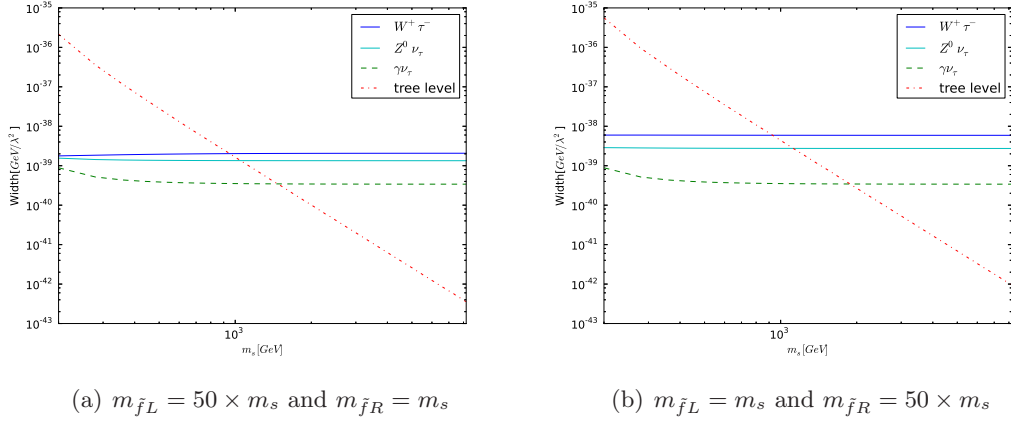 10^{-35}
10^{-36}
10^{-37}
10^{-38}
10^{-39}
10^{-40}
10^{-41}
10^{-42}
10^{-43}
Width[GeV/λ^2]
W^+ τ^-
Z^0 ν_τ
γν_τ
tree level
10^3
m_s[GeV]
(a) m_{f̃L} = 50 × m_s and m_{f̃R} = m_s
10^{-35}
10^{-36}
10^{-37}
10^{-38}
10^{-39}
10^{-40}
10^{-41}
10^{-42}
10^{-43}
Width[GeV/λ^2]
W^+ τ^-
Z^0 ν_τ
γν_τ
tree level
10^3
m_s[GeV]
(b) m_{f̃L} = m_s and m_{f̃R} = 50 × m_s